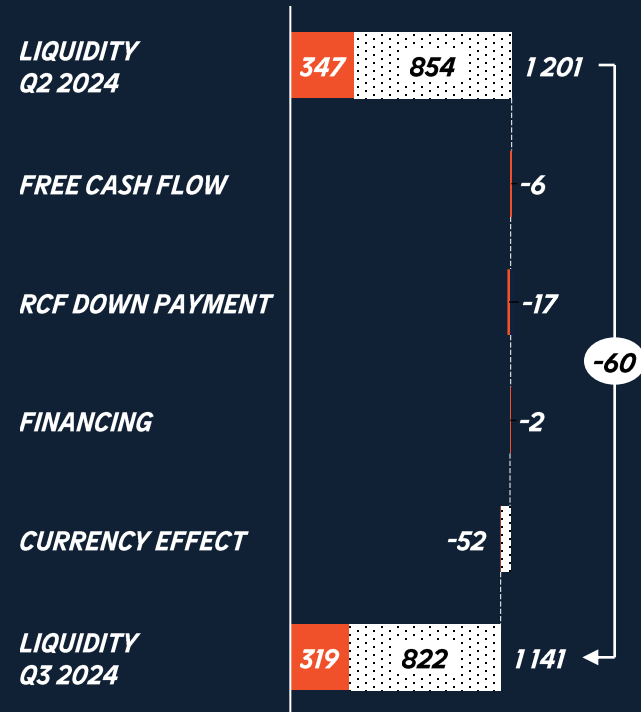 LIQUIDITY
Q2 2024
347 854 1 201
FREE CASH FLOW -6
RCF DOWN PAYMENT -17
-60
FINANCING -2
CURRENCY EFFECT -52
LIQUIDITY
Q3 2024
319 822 1 141